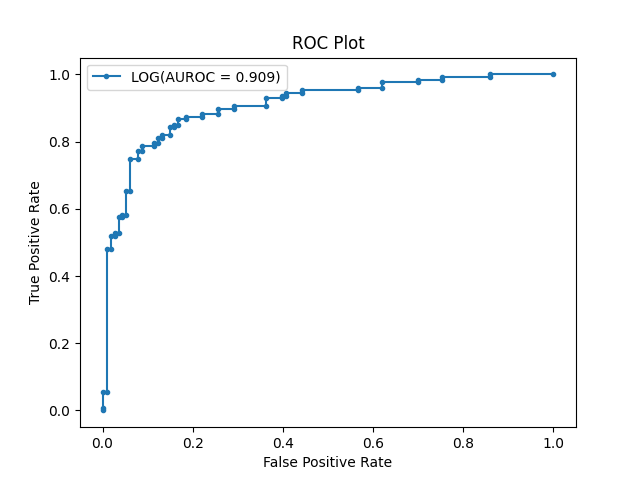 ROC Plot
LOG(AUROC = 0.909)
1.0
0.8
0.6
0.4
0.2
0.0
True Positive Rate
0.0 0.2 0.4 0.6 0.8 1.0
False Positive Rate